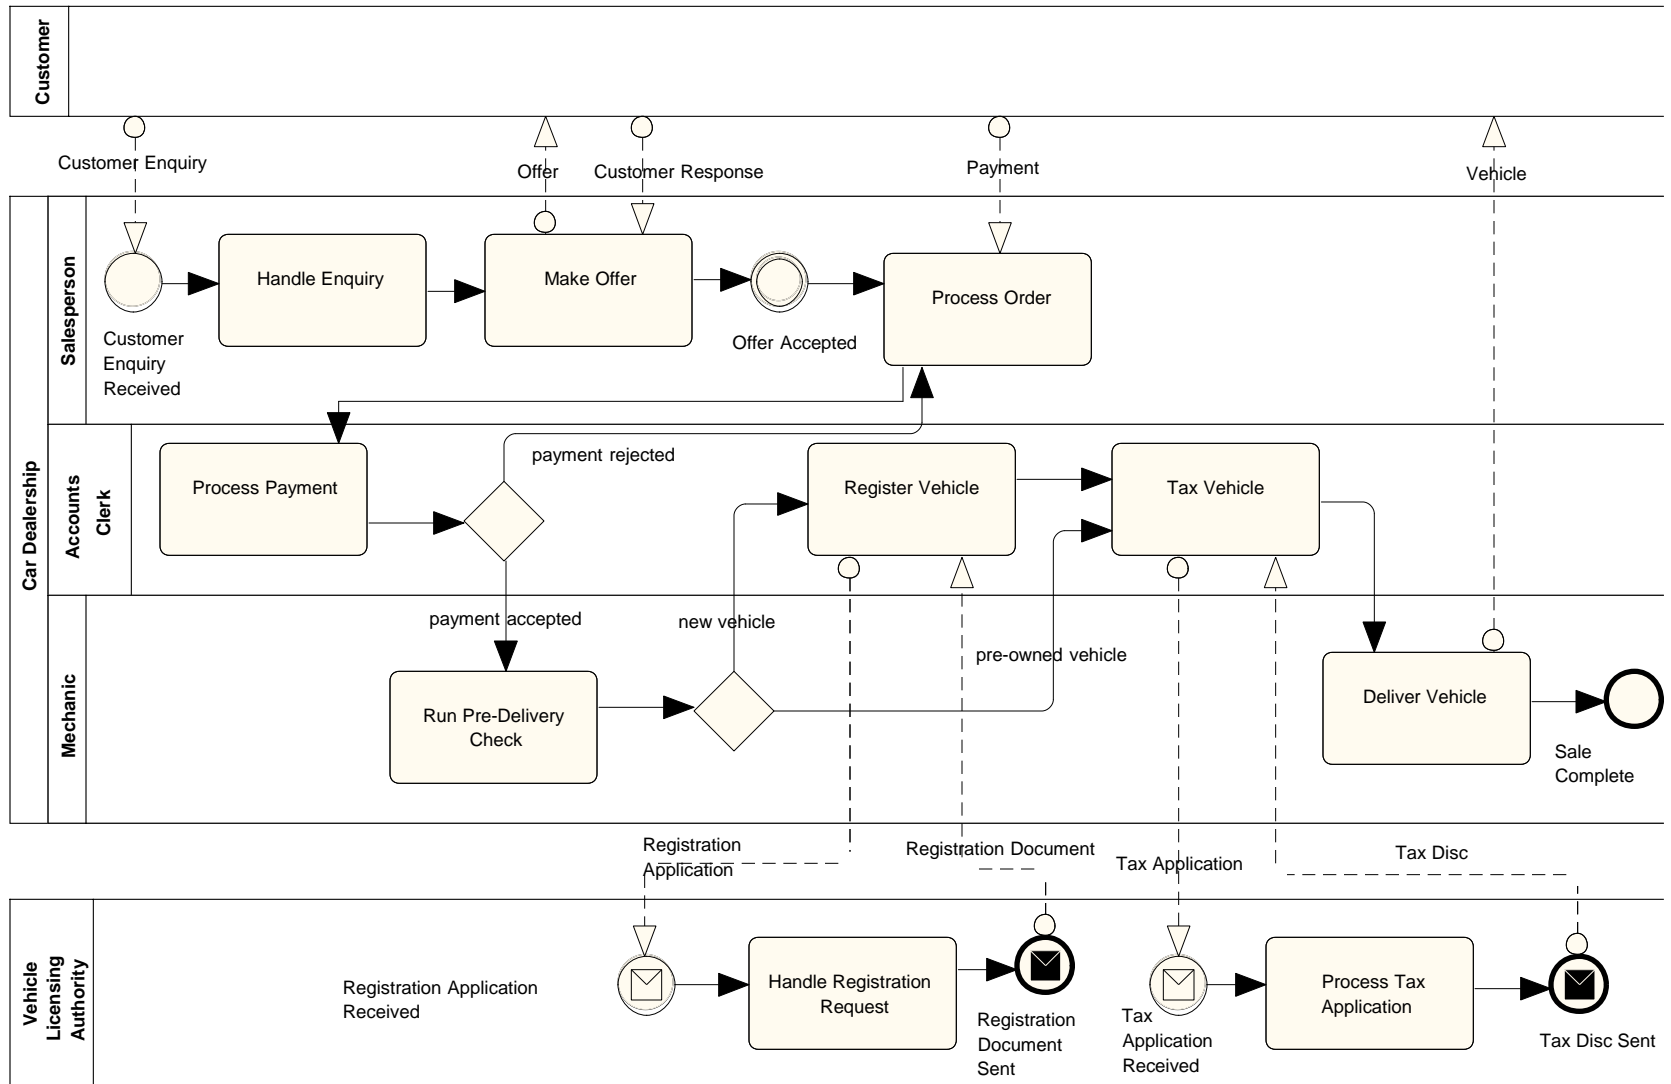 Customer
Customer Enquiry
Offer
Customer Response
Payment
Vehicle
Car Dealership
Salesperson
Handle Enquiry
Make Offer
Process Order
Customer
Enquiry
Received
Offer Accepted
Accounts
Clerk
Process Payment
payment rejected
Register Vehicle
Tax Vehicle
payment accepted
new vehicle
pre-owned vehicle
Mechanic
Run Pre-Delivery
Check
Deliver Vehicle
Sale
Complete
Registration
Application
Registration Document
Tax Application
Tax Disc
Vehicle
Licensing
Authority
Registration Application
Received
Handle Registration
Request
Registration
Document
Sent
Tax
Application
Received
Process Tax
Application
Tax Disc Sent